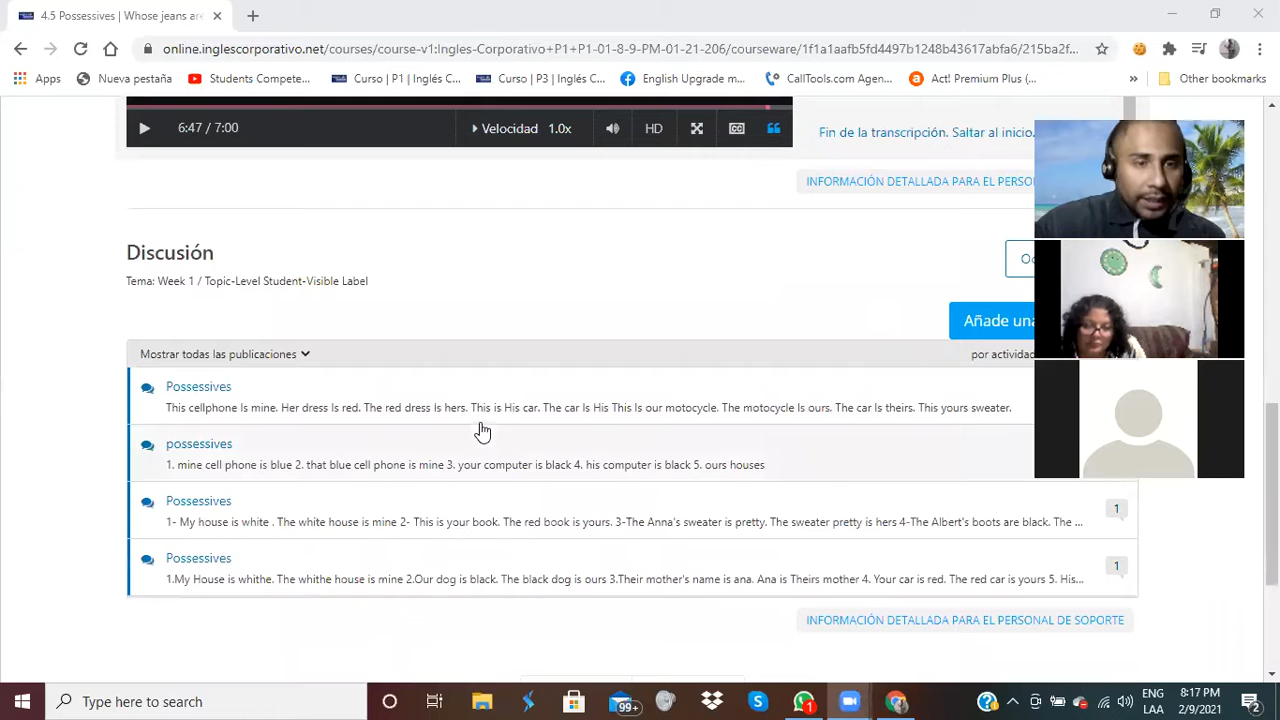 4.5 Possessives | Whose jeans are
online.inglescorporativo.net/courses/course-v1:Ingles-Corporativo+P1+P1-01-8-9-PM-01-21-206/courseware/1f1a1aafb5fd4497b1248b43617abfa6/215ba2f...
Apps Nueva pestaña Students Compete... Curso | P1 | Inglés C... Curso | P3 | Inglés C... English Upgrade m... CallTools.com Agen... Act! Premium Plus (... » Other bookmarks
6:47 / 7:00 Velocidad 1.0x HD
Fin de la transcripción. Saltar al inicio.
INFORMACIÓN DETALLADA PARA EL PERSO
Discusión
Oc
Tema: Week 1 / Topic-Level Student-Visible Label
Añade una
Mostrar todas las publicaciones por actividad
Possessives
This cellphone Is mine. Her dress Is red. The red dress Is hers. This is His car. The car Is His This Is our motocycle. The motocycle Is ours. The car Is theirs. This yours sweater.
possessives
1. mine cell phone is blue 2. that blue cell phone is mine 3. your computer is black 4. his computer is black 5. ours houses
Possessives
1- My house is white . The white house is mine 2- This is your book. The red book is yours. 3-The Anna's sweater is pretty. The sweater pretty is hers 4-The Albert's boots are black. The ...
1
Possessives
1.My House is whithe. The whithe house is mine 2.Our dog is black. The black dog is ours 3.Their mother's name is ana. Ana is Theirs mother 4. Your car is red. The red car is yours 5. His...
1
INFORMACIÓN DETALLADA PARA EL PERSONAL DE SOPORTE
Type here to search
99+
1
ENG
LAA
8:17 PM
2/9/2021
2